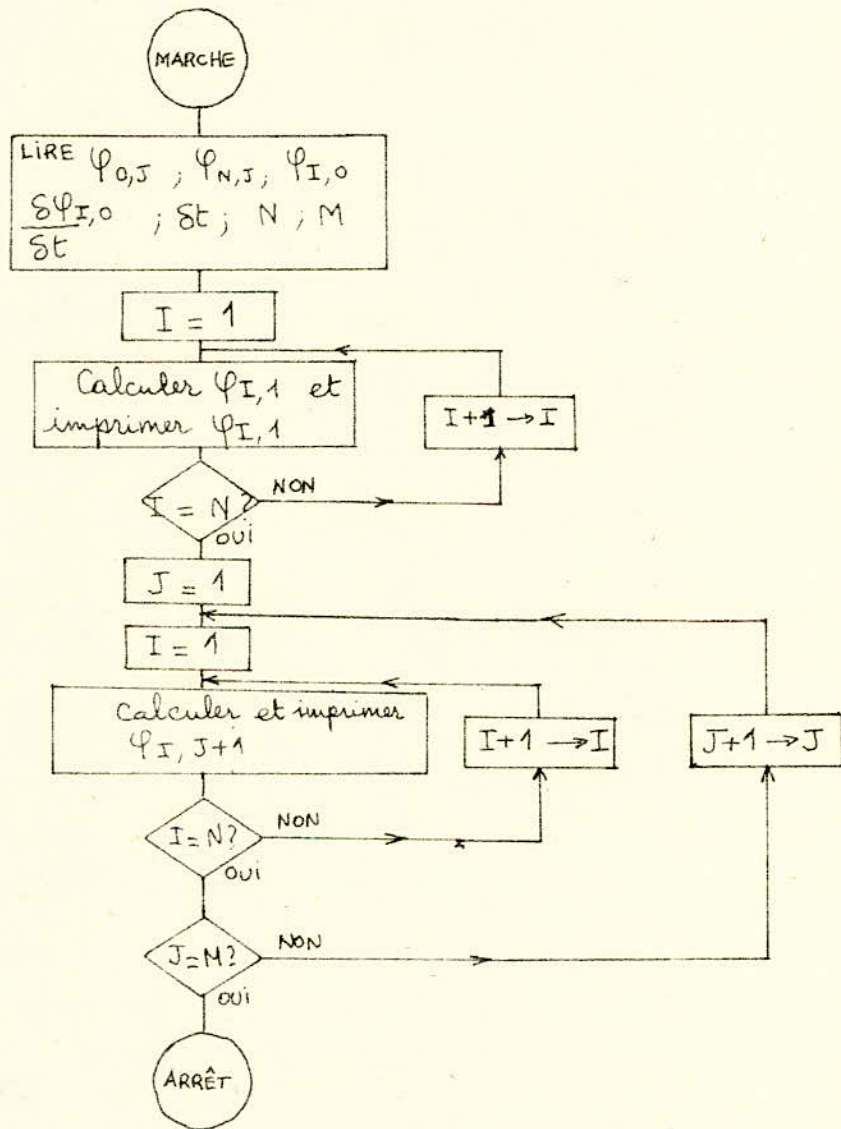 MARCHE
LIRE φ0,J ; φN,J ; φI,0
δφI,0/δt ; δt ; N ; M
I = 1
Calculer φI,1 et
imprimer φI,1
I+1 → I
I = N ?
NON
OUI
J = 1
I = 1
Calculer et imprimer
φI, J+1
I+1 → I
J+1 → J
I=N?
NON
OUI
J=M?
NON
OUI
ARRÊT